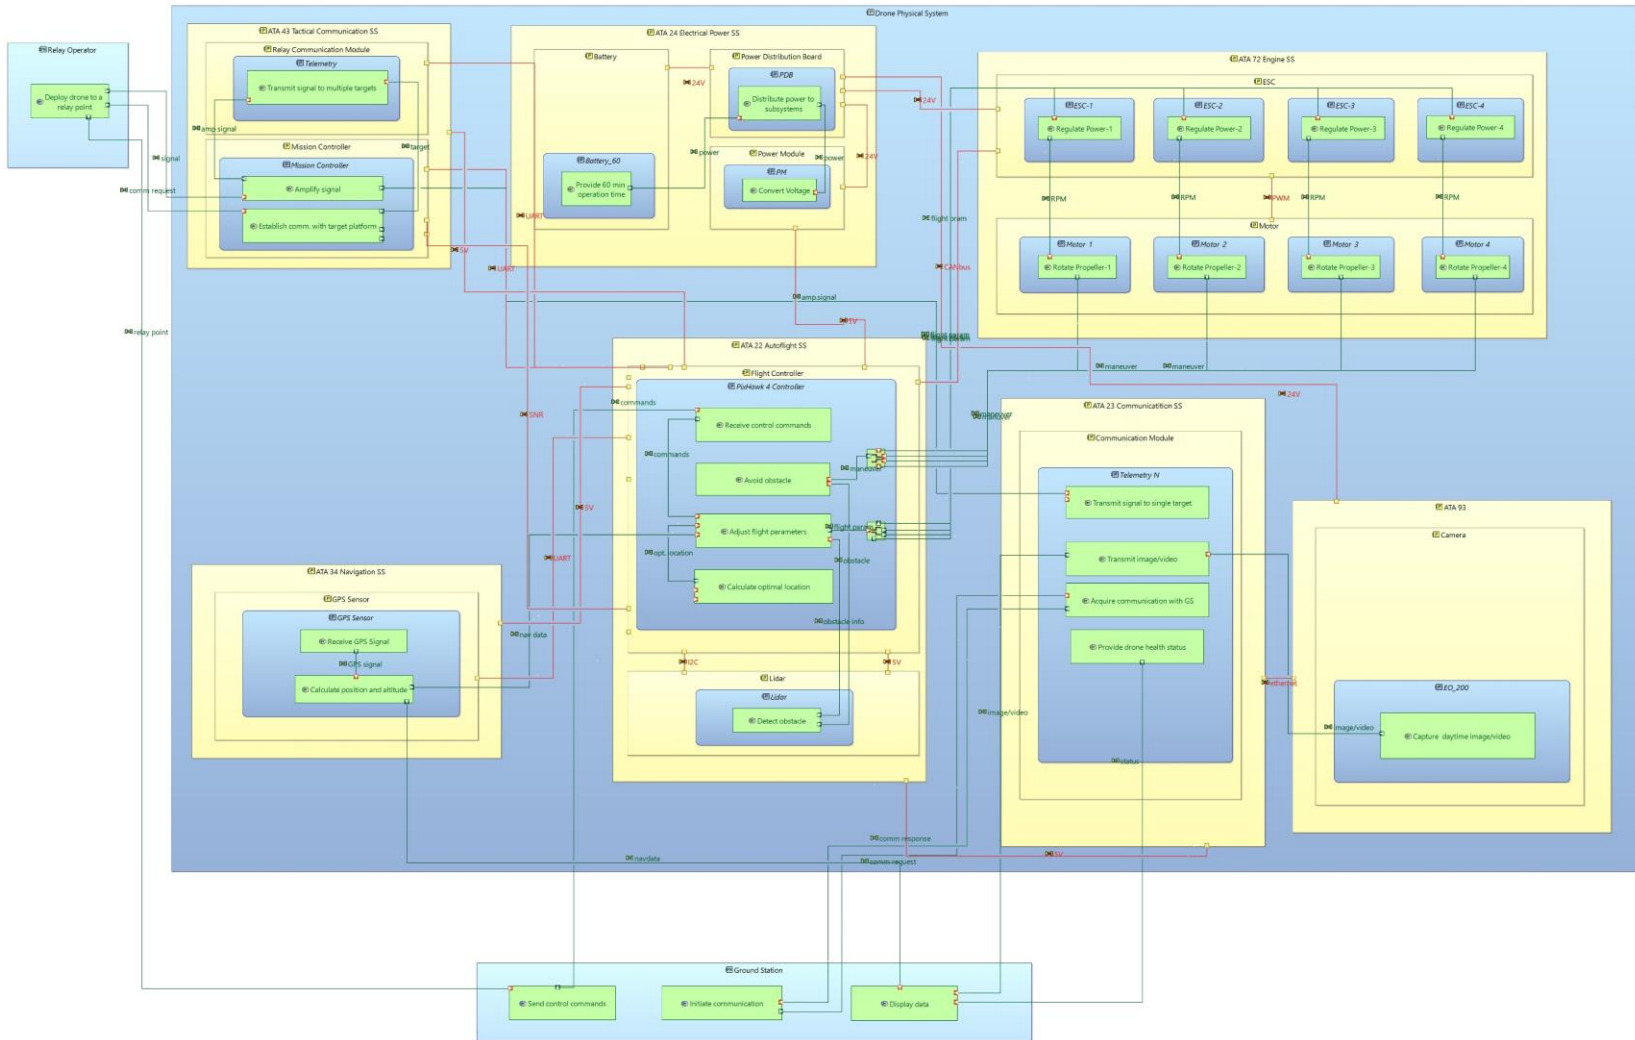 Drone Physical System
Relay Operator
Deploy drone to a
relay point
ATA 43 Tactical Communication SS
Relay Communication Module
Telemetry
Transmit signal to multiple targets
amp signal
target
signal
comm request
Mission Controller
Mission Controller
Amplify signal
Establish comm. with target platform
ATA 24 Electrical Power SS
Battery
Battery_60
Provide 60 min
operation time
24V
Power Distribution Board
PDB
Distribute power to
subsystems
power
power
24V
Power Module
PM
Convert Voltage
24V
ATA 72 Engine SS
ESC
ESC-1
Regulate Power-1
ESC-2
Regulate Power-2
ESC-3
Regulate Power-3
ESC-4
Regulate Power-4
RPM
RPM
PWM
RPM
RPM
Motor
Motor 1
Rotate Propeller-1
Motor 2
Rotate Propeller-2
Motor 3
Rotate Propeller-3
Motor 4
Rotate Propeller-4
flight pram
CANbus
UART
5V
UART
amp.signal
5V
relay point
flight param
flight param
maneuver
maneuver
24V
ATA 22 Autoflight SS
Flight Controller
PixHawk 4 Controller
commands
Receive control commands
commands
SNR
Avoid obstacle
maneuver
maneuver
maneuver
5V
Adjust flight parameters
flight param
UART
opt. location
obstacle
Calculate optimal location
obstacle info
nav data
I2C
5V
Lidar
Lidar
Detect obstacle
ATA 34 Navigation SS
GPS Sensor
GPS Sensor
Receive GPS Signal
GPS signal
Calculate position and altitude
ATA 23 Communicatition SS
Communication Module
Telemetry N
Transmit signal to single target
Transmit image/video
Acquire communication with GS
Provide drone health status
image/video
status
ethernet
ATA 93
Camera
EO_200
image/video
Capture daytime image/video
comm response
5V
navdata
comm request
Ground Station
Send control commands
Initiate communication
Display data